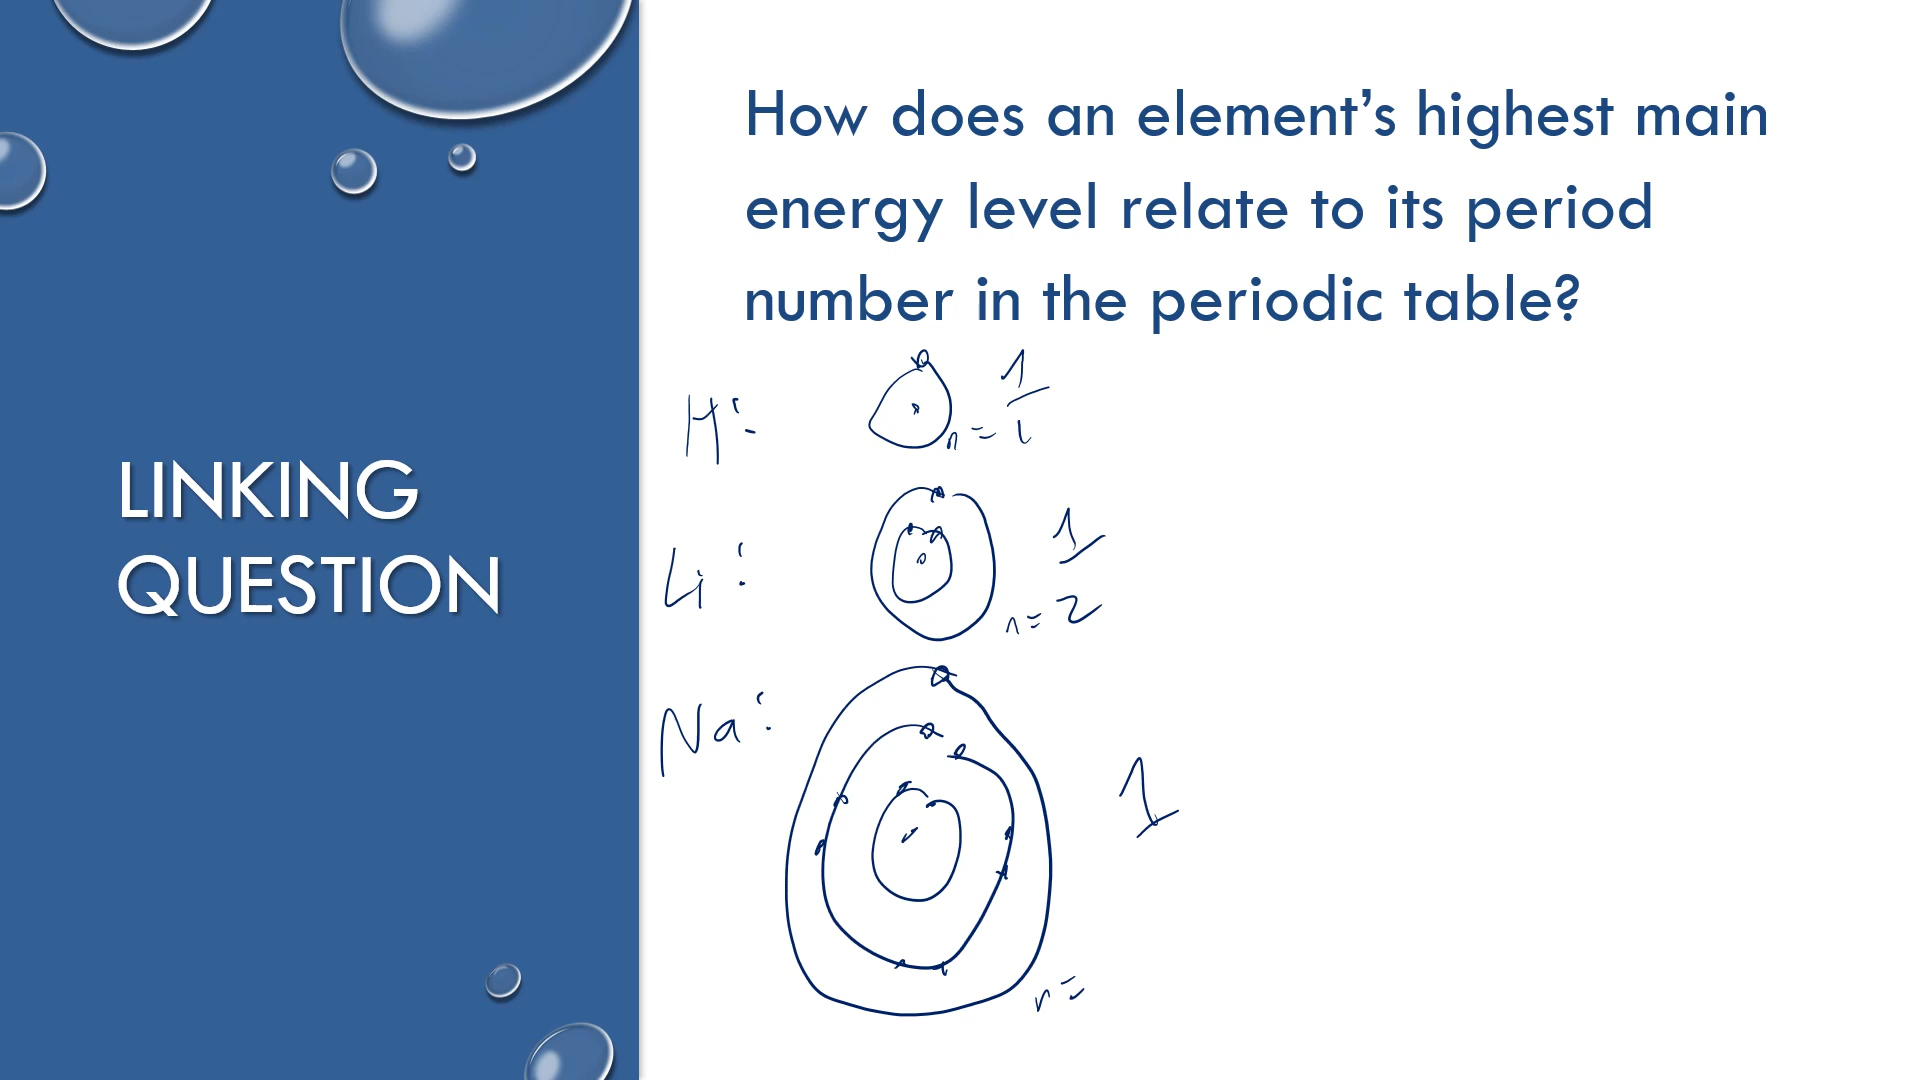 LINKING
QUESTION
How does an element’s highest main
energy level relate to its period
number in the periodic table?
H: 1
n = 1
Li: 1
n = 2
Na: 1
n =